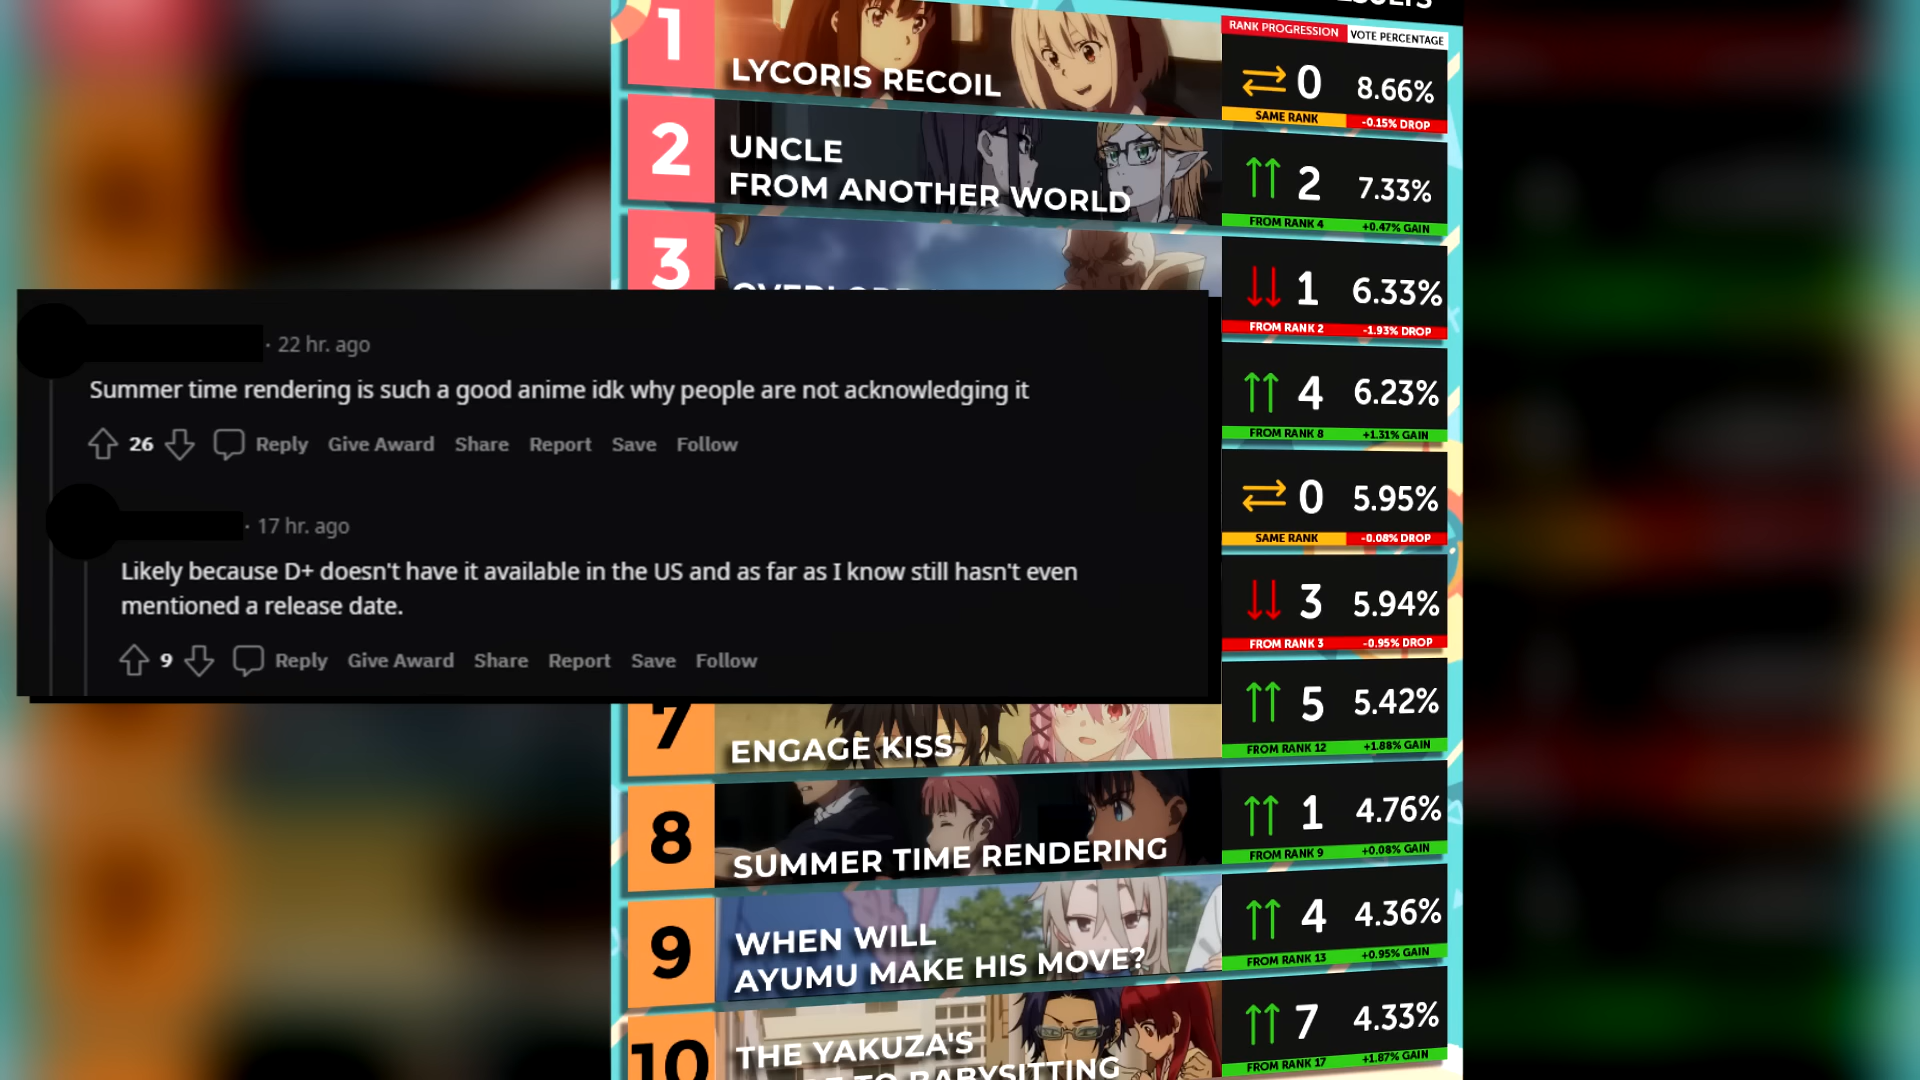 RANK PROGRESSION VOTE PERCENTAGE
1 LYCORIS RECOIL 0 8.66%
SAME RANK -0.15% DROP
2 UNCLE
FROM ANOTHER WORLD 2 7.33%
FROM RANK 4 +0.47% GAIN
3 1 6.33%
FROM RANK 2 -1.93% DROP
4 6.23%
FROM RANK 8 +1.31% GAIN
0 5.95%
SAME RANK -0.08% DROP
3 5.94%
FROM RANK 3 -0.95% DROP
· 22 hr. ago
Summer time rendering is such a good anime idk why people are not acknowledging it
26 Reply Give Award Share Report Save Follow
· 17 hr. ago
Likely because D+ doesn't have it available in the US and as far as I know still hasn't even
mentioned a release date.
9 Reply Give Award Share Report Save Follow
7 ENGAGE KISS 5 5.42%
FROM RANK 12 +1.88% GAIN
8 SUMMER TIME RENDERING 1 4.76%
FROM RANK 9 +0.08% GAIN
9 WHEN WILL
AYUMU MAKE HIS MOVE? 4 4.36%
FROM RANK 13 +0.95% GAIN
10 THE YAKUZA'S 7 4.33%
TO BABYSITTING
FROM RANK 17 +1.87% GAIN